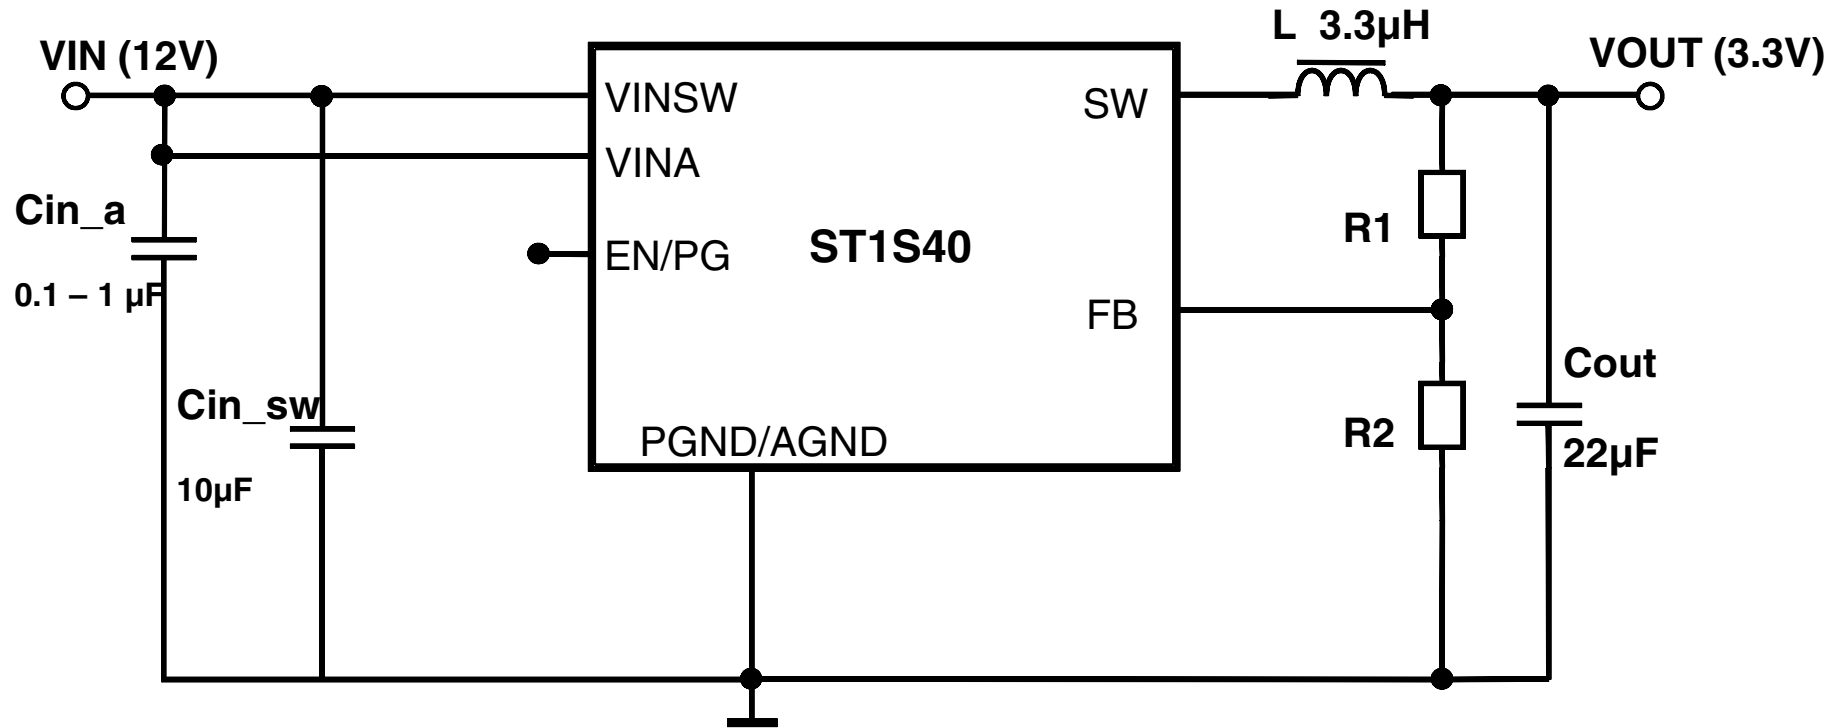 L 3.3µH
VIN (12V)
VOUT (3.3V)
VINSW
SW
VINA
Cin_a
R1
EN/PG
ST1S40
0.1 – 1 µF
FB
Cout
Cin_sw
R2
PGND/AGND
22µF
10µF